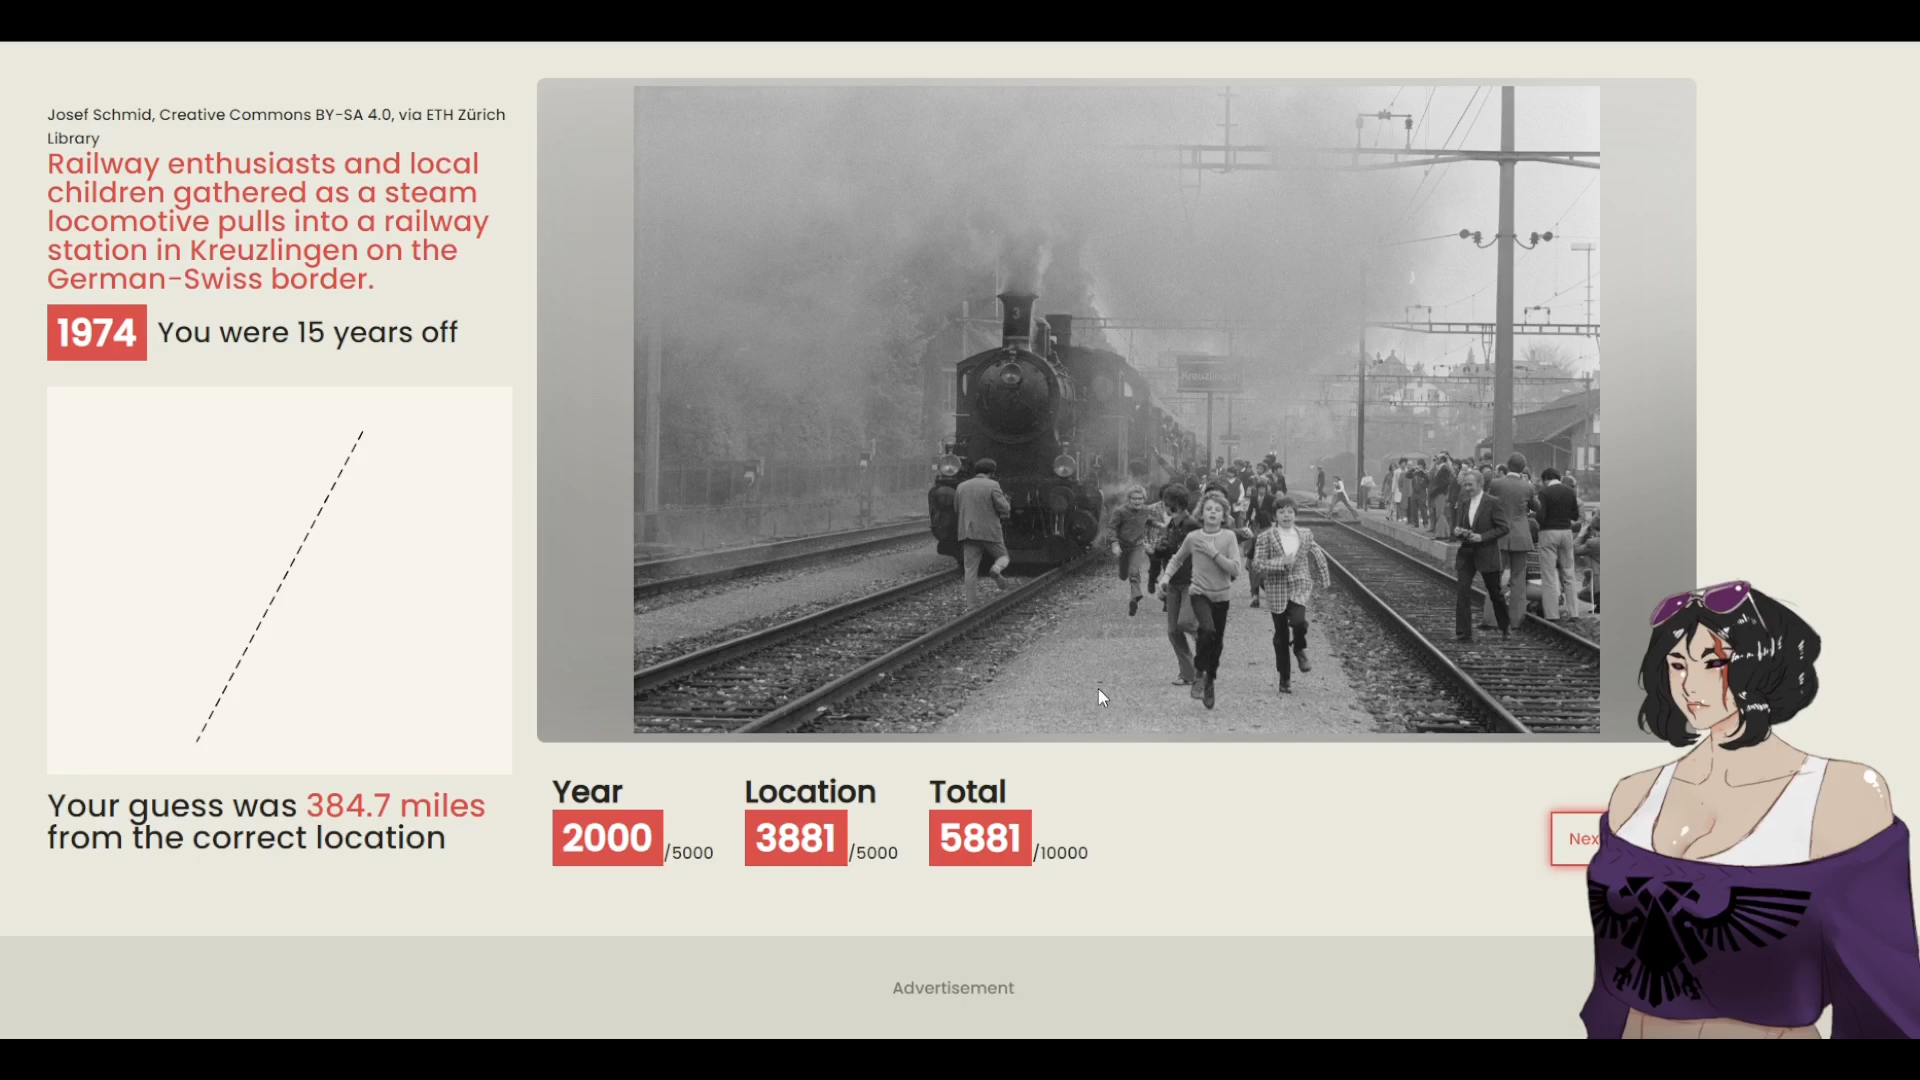 Josef Schmid, Creative Commons BY-SA 4.0, via ETH Zürich
Library
Railway enthusiasts and local
children gathered as a steam
locomotive pulls into a railway
station in Kreuzlingen on the
German-Swiss border.
1974 You were 15 years off
3
Kreuzlingen
Your guess was 384.7 miles
from the correct location
Year Location Total
2000/5000 3881/5000 5881/10000
Nex
Advertisement